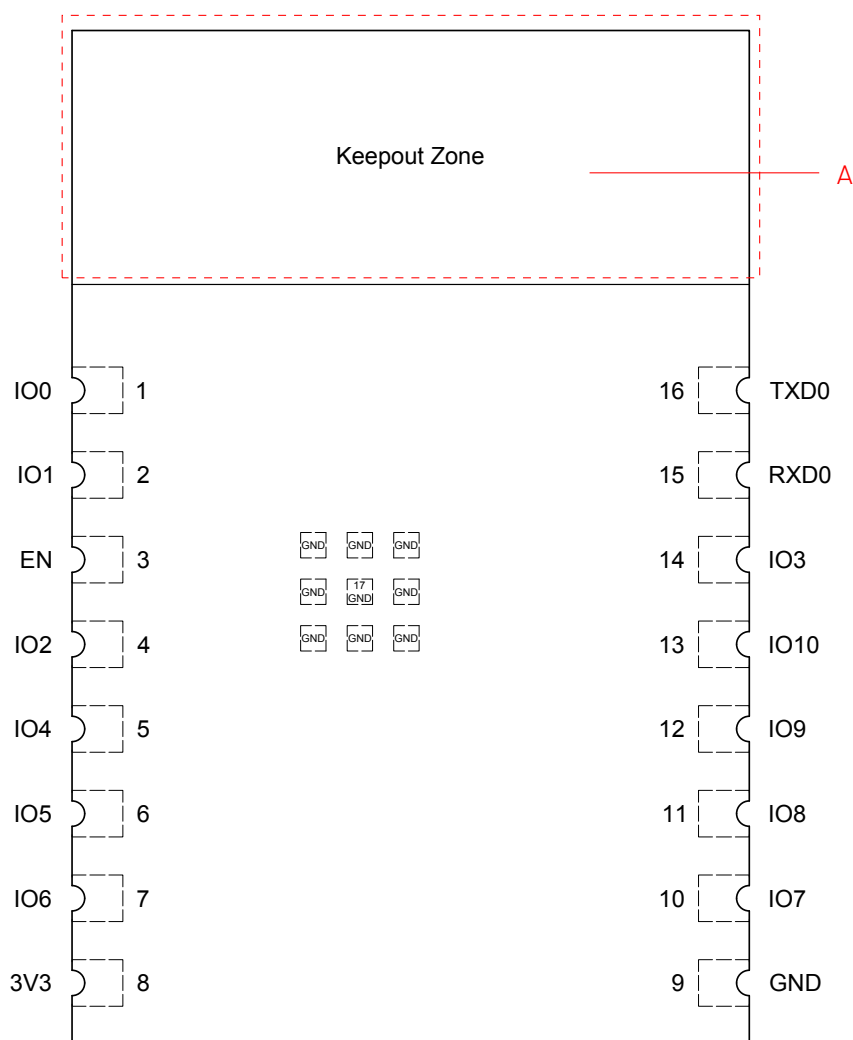 Keepout Zone
A
IO0 1 16 TXD0
IO1 2 15 RXD0
GND GND GND
EN 3 14 IO3
GND 17 GND GND
GND GND GND
IO2 4 13 IO10
IO4 5 12 IO9
IO5 6 11 IO8
IO6 7 10 IO7
3V3 8 9 GND